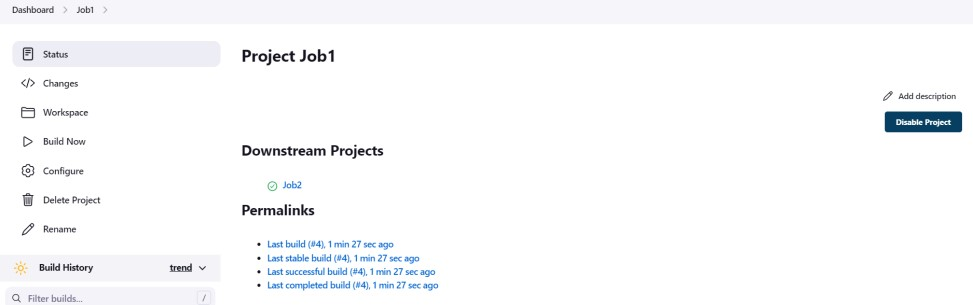 Dashboard > Job1 >
Status
Changes
Workspace
Build Now
Configure
Delete Project
Rename
Build History trend
Filter builds... /
Project Job1
Add description
Disable Project
Downstream Projects
Job2
Permalinks
Last build (#4), 1 min 27 sec ago
Last stable build (#4), 1 min 27 sec ago
Last successful build (#4), 1 min 27 sec ago
Last completed build (#4), 1 min 27 sec ago